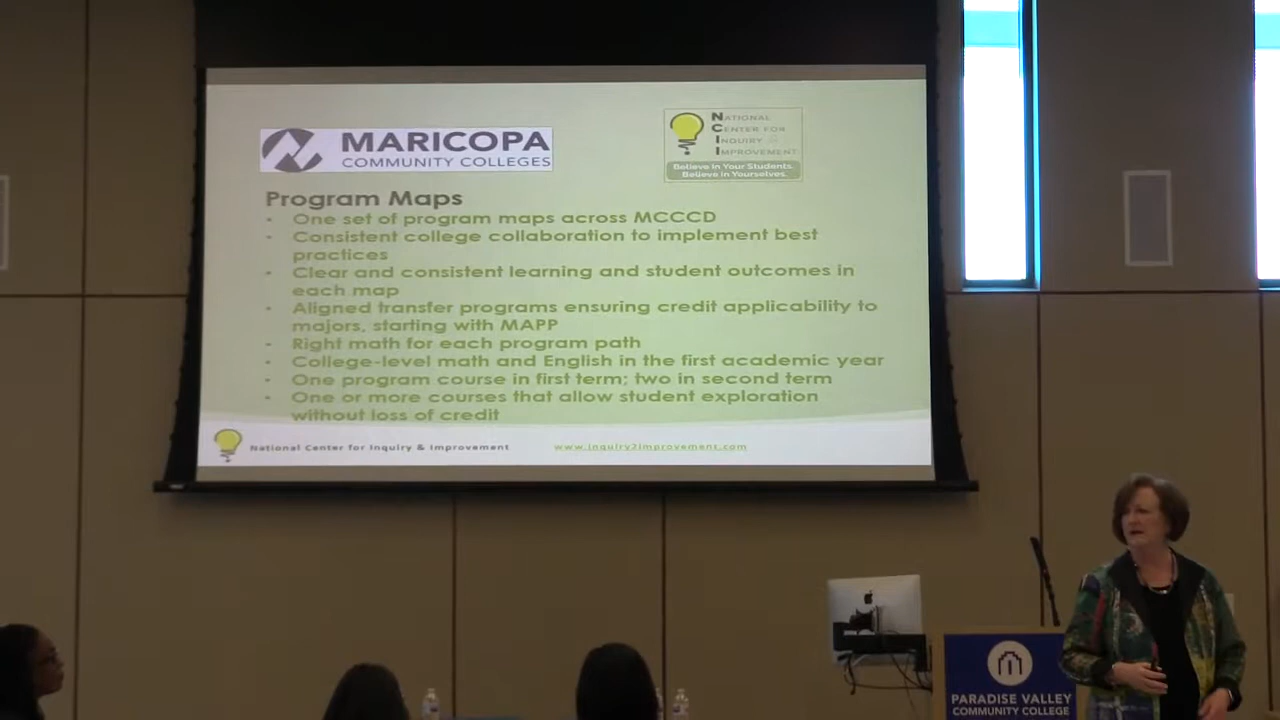 MARICOPA
COMMUNITY COLLEGES
NATIONAL
CENTER FOR
INQUIRY &
IMPROVEMENT
Believe in Your Students.
Believe in Yourselves.
Program Maps
• One set of program maps across MCCCD
• Consistent college collaboration to implement best
practices
• Clear and consistent learning and student outcomes in
each map
• Aligned transfer programs ensuring credit applicability to
majors, starting with MAPP
• Right math for each program path
• College-level math and English in the first academic year
• One program course in first term; two in second term
• One or more courses that allow student exploration
without loss of credit
National Center for Inquiry & Improvement www.inquiry2improvement.com
PARADISE VALLEY
COMMUNITY COLLEGE